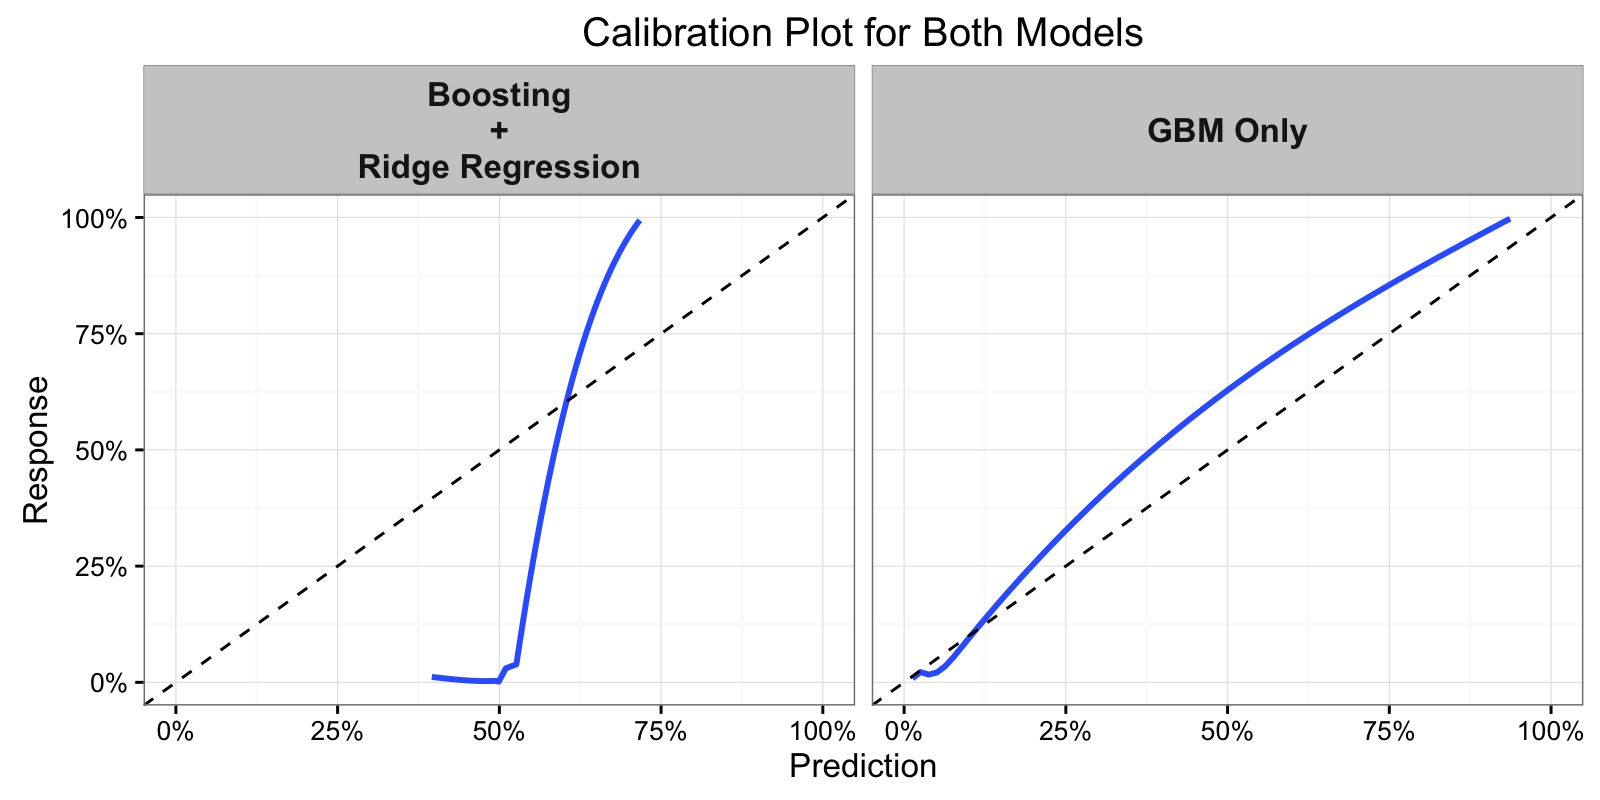 Calibration Plot for Both Models
Boosting
+
Ridge Regression
GBM Only
100%
75%
50%
25%
0%
Response
0% 25% 50% 75% 100%
0% 25% 50% 75% 100%
Prediction